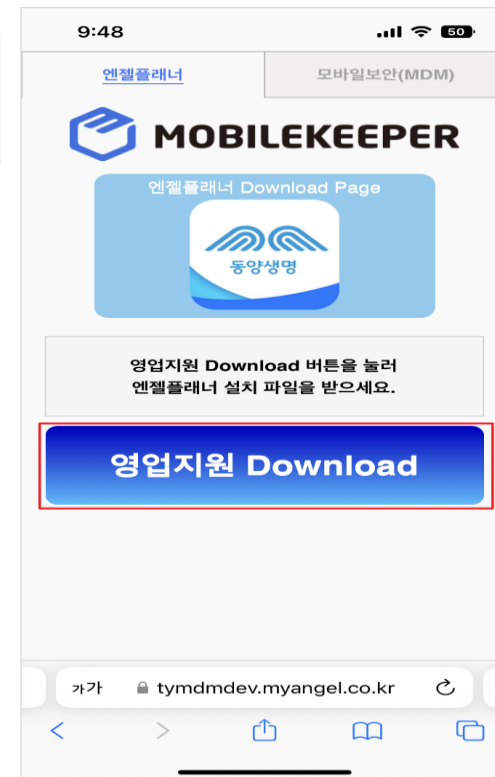 9:48
50
엔젤플래너
모바일보안(MDM)
MOBILEKEEPER
엔젤플래너 Download Page
동양생명
영업지원 Download 버튼을 눌러
엔젤플래너 설치 파일을 받으세요.
영업지원 Download
가가 tymdmdev.myangel.co.kr